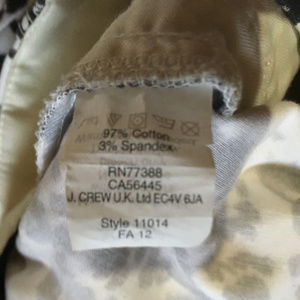 97% Cotton
3% Spandex
RN77388
CA56445
J. CREW U.K. Ltd EC4V 6JA
Style 11014
FA 12